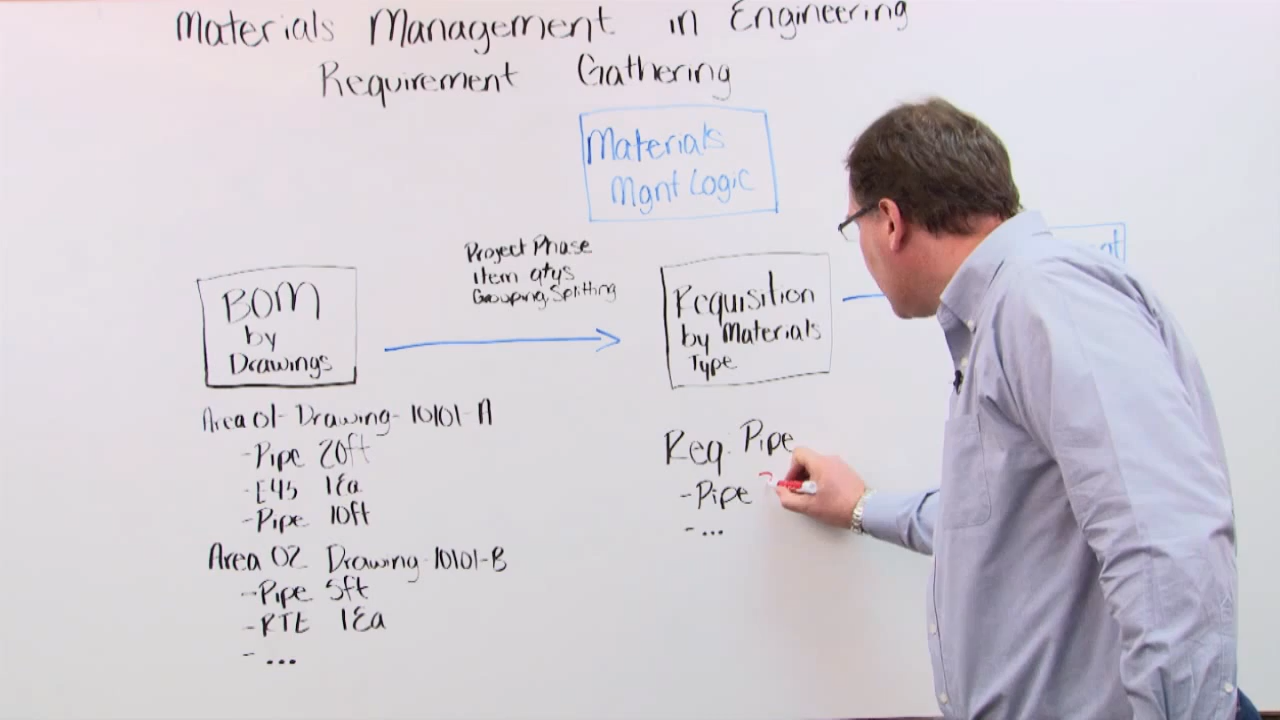 Materials Management in Engineering
Requirement Gathering
Materials
Mgnt Logic
Project Phase
Item qtys
Grouping, Splitting
BOM
by
Drawings
Requisition
by Materials
Type
Area 01- Drawing-10101-A
-Pipe 20ft
-E45 1Ea
-Pipe 10ft
Area 02 Drawing-10101-B
-Pipe 5ft
-RTE 1Ea
- ...
Req. Pipe
-Pipe
- ...